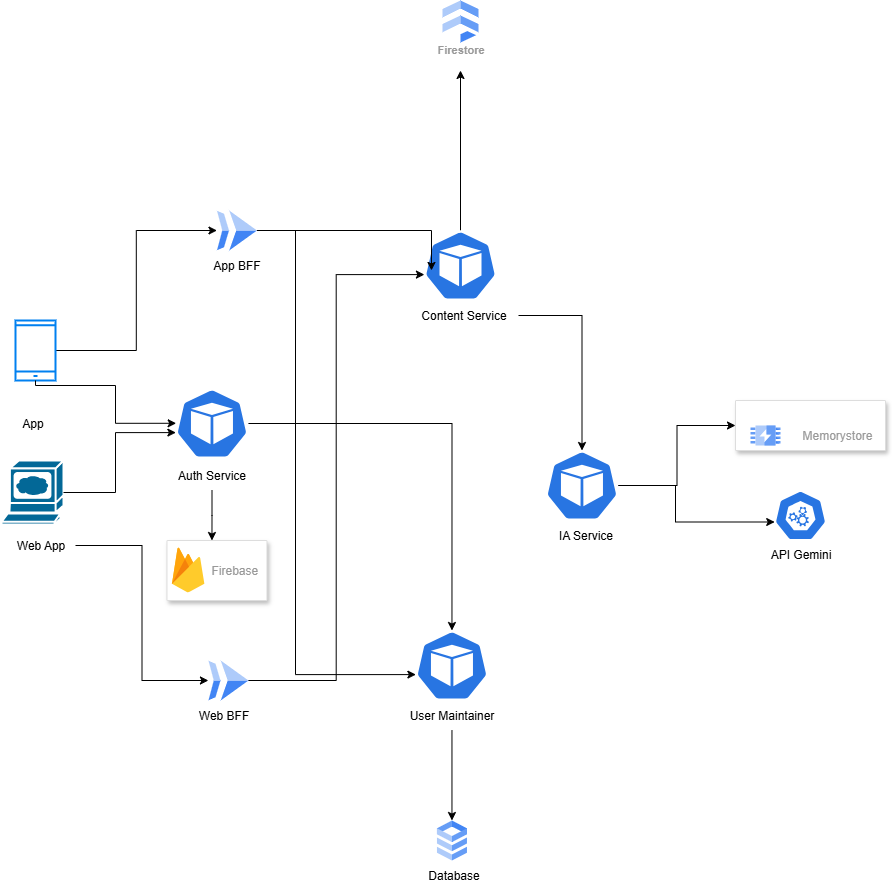 Firestore
App BFF
Content Service
App
Memorystore
Auth Service
IA Service
Web App
API Gemini
Firebase
Web BFF
User Maintainer
Database